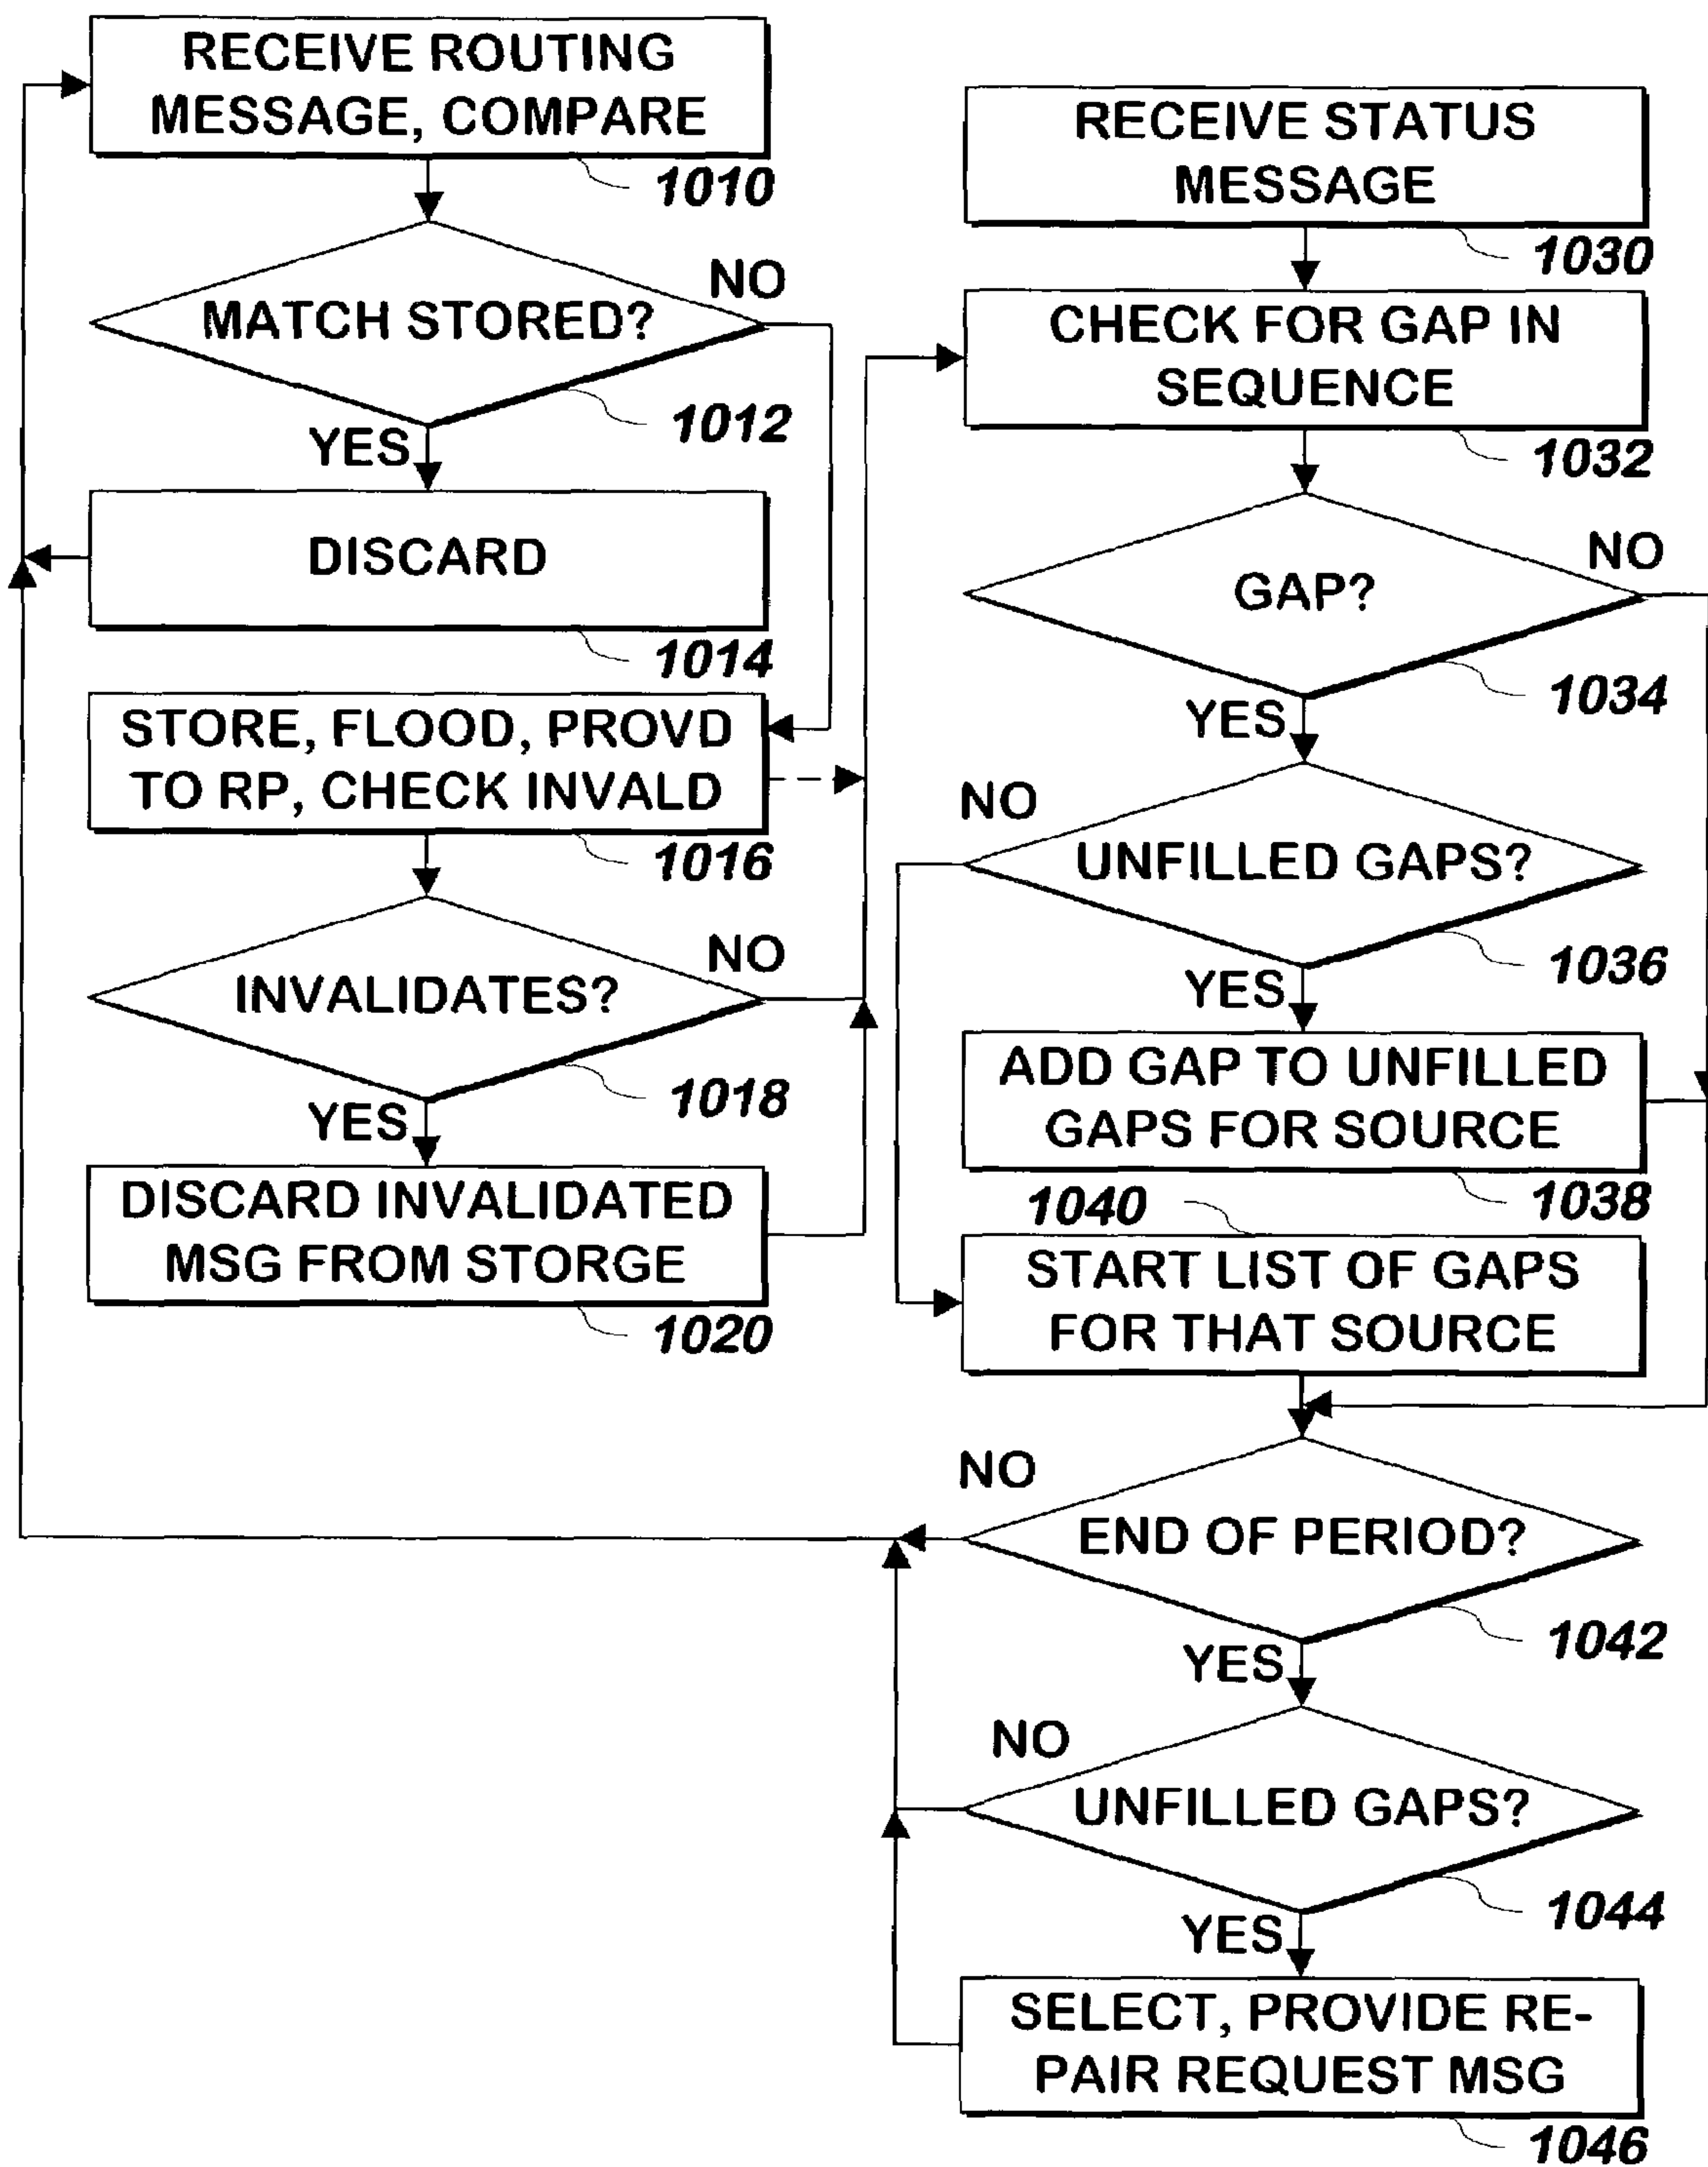 RECEIVE ROUTING
MESSAGE, COMPARE
1010
NO
MATCH STORED?
1012
YES
DISCARD
1014
STORE, FLOOD, PROVD
TO RP, CHECK INVALD
1016
NO
INVALIDATES?
1018
YES
DISCARD INVALIDATED
MSG FROM STORGE
1020
RECEIVE STATUS
MESSAGE
1030
CHECK FOR GAP IN
SEQUENCE
1032
NO
GAP?
1034
YES
NO
UNFILLED GAPS?
1036
YES
ADD GAP TO UNFILLED
GAPS FOR SOURCE
1038
1040
START LIST OF GAPS
FOR THAT SOURCE
NO
END OF PERIOD?
1042
YES
NO
UNFILLED GAPS?
1044
YES
SELECT, PROVIDE RE-
PAIR REQUEST MSG
1046